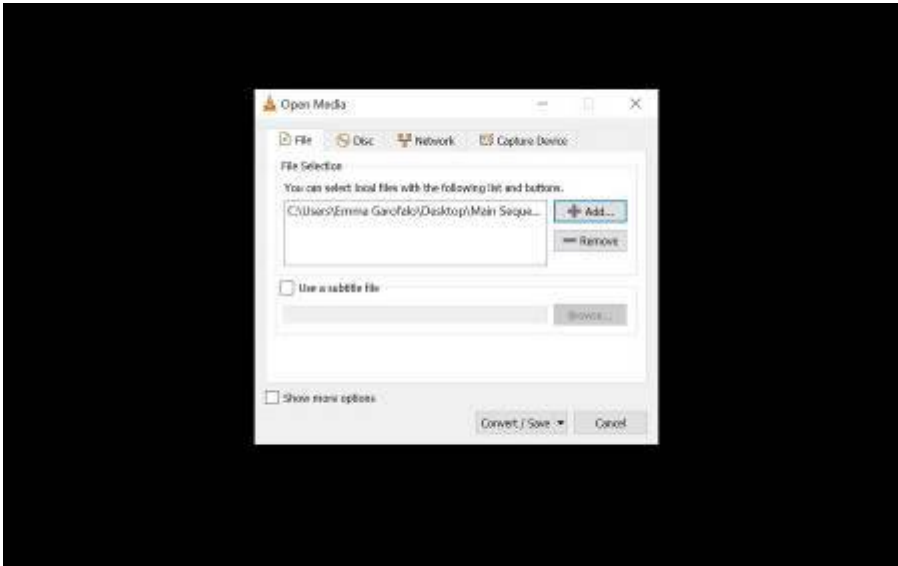 Open Media
File Disc Network Capture Device
File Selection
You can select local files with the following list and buttons.
C:\Users\Emma Garofalo\Desktop\Main Seque...
Add...
Remove
Use a subtitle file
Browse...
Show more options
Convert / Save
Cancel